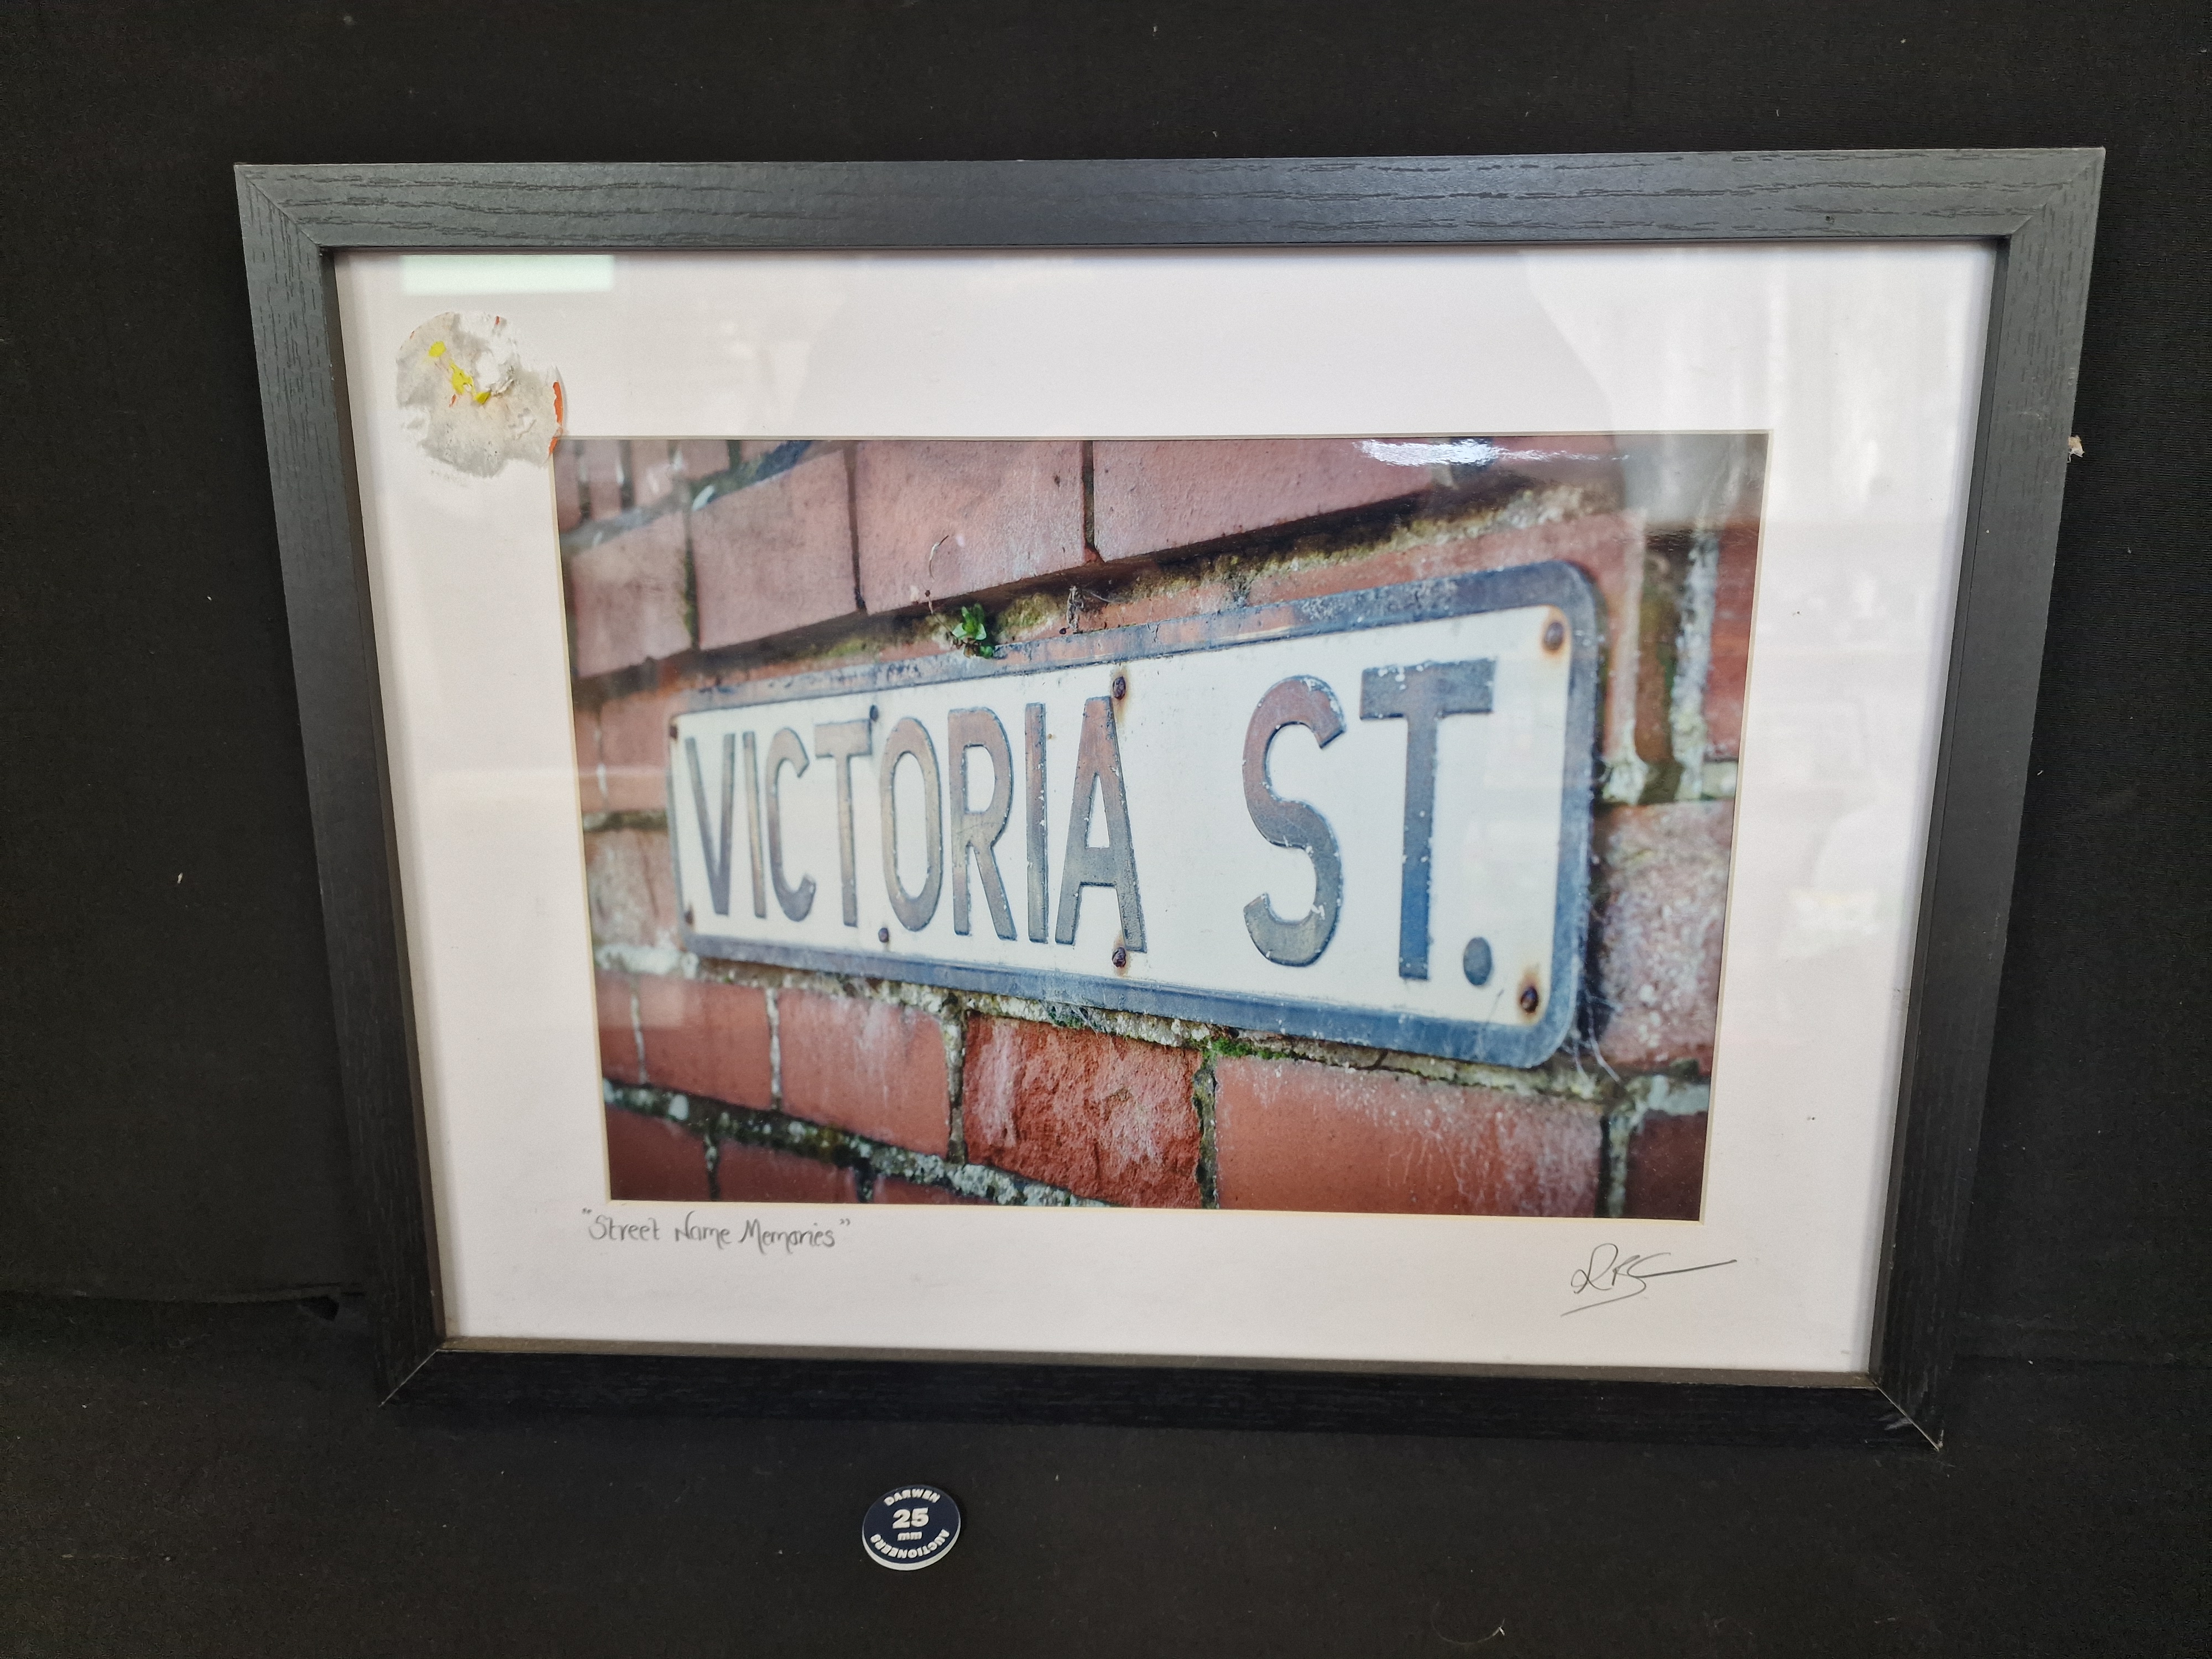 VICTORIA ST.
"Street Name Memories"
DARWEN
25
mm
AUCTIONEERS